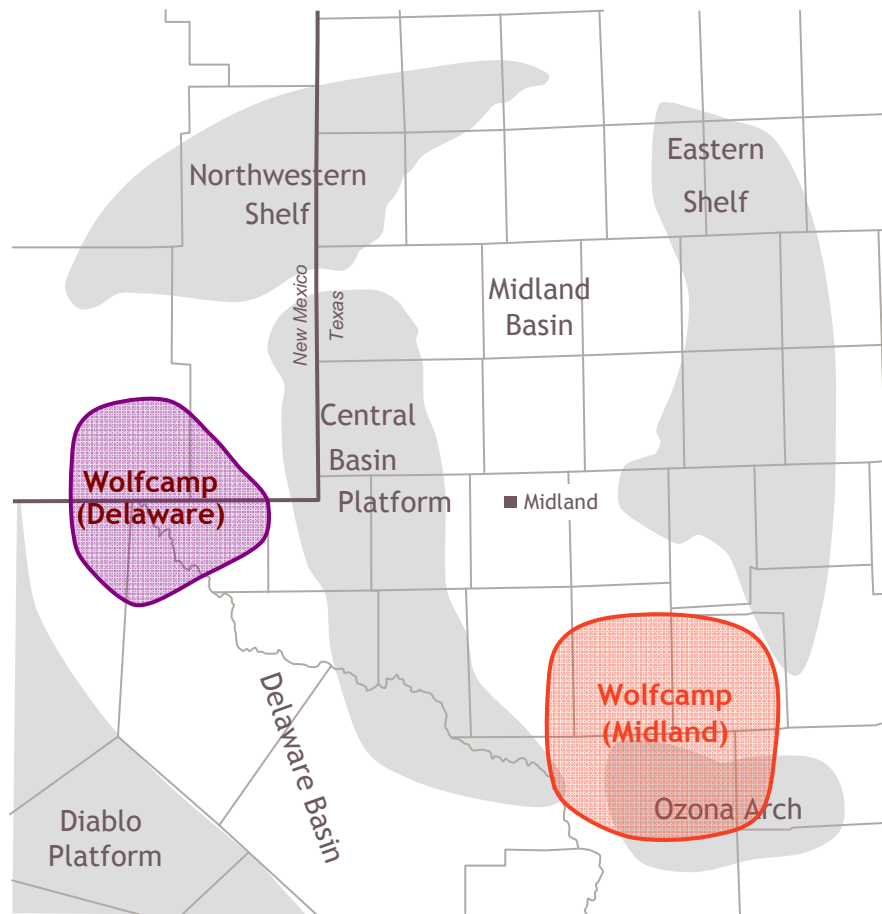 Northwestern
Shelf
Eastern
Shelf
New Mexico
Texas
Midland
Basin
Central
Basin
Platform
Midland
Wolfcamp
(Delaware)
Wolfcamp
(Midland)
Delaware Basin
Ozona Arch
Diablo
Platform